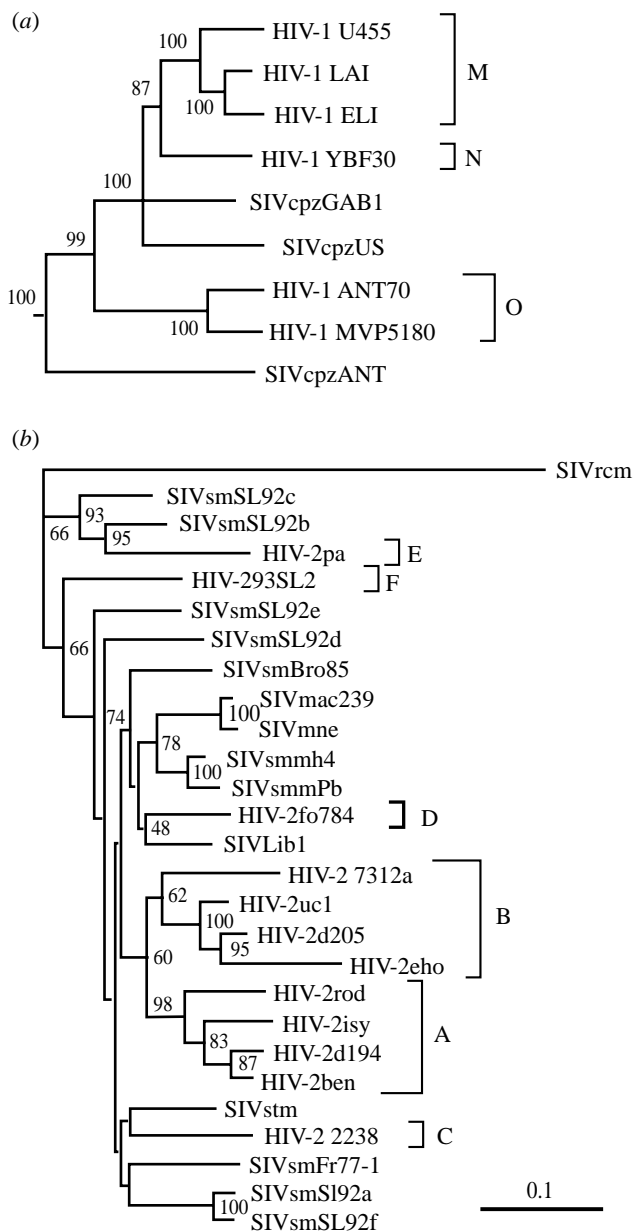 (a)
HIV-1 U455
100
HIV-1 LAI
M
87
100
HIV-1 ELI
HIV-1 YBF30
N
100
SIVcpzGAB1
99
SIVcpzUS
100
HIV-1 ANT70
O
100
HIV-1 MVP5180
SIVcpzANT
(b)
SIVrcm
SIVsmSL92c
93
66
SIVsmSL92b
95
HIV-2pa
E
HIV-293SL2
F
SIVsmSL92e
66
SIVsmSL92d
SIVsmBro85
74
SIVmac239
100
SIVmne
78
SIVsmmh4
100
SIVsmmPb
HIV-2fo784
D
48
SIVLib1
HIV-2 7312a
62
HIV-2uc1
B
100
HIV-2d205
95
60
HIV-2eho
98
HIV-2rod
HIV-2isy
A
83
HIV-2d194
87
HIV-2ben
SIVstm
HIV-2 2238
C
SIVsmFr77-1
SIVsmSl92a
100
SIVsmSL92f
0.1